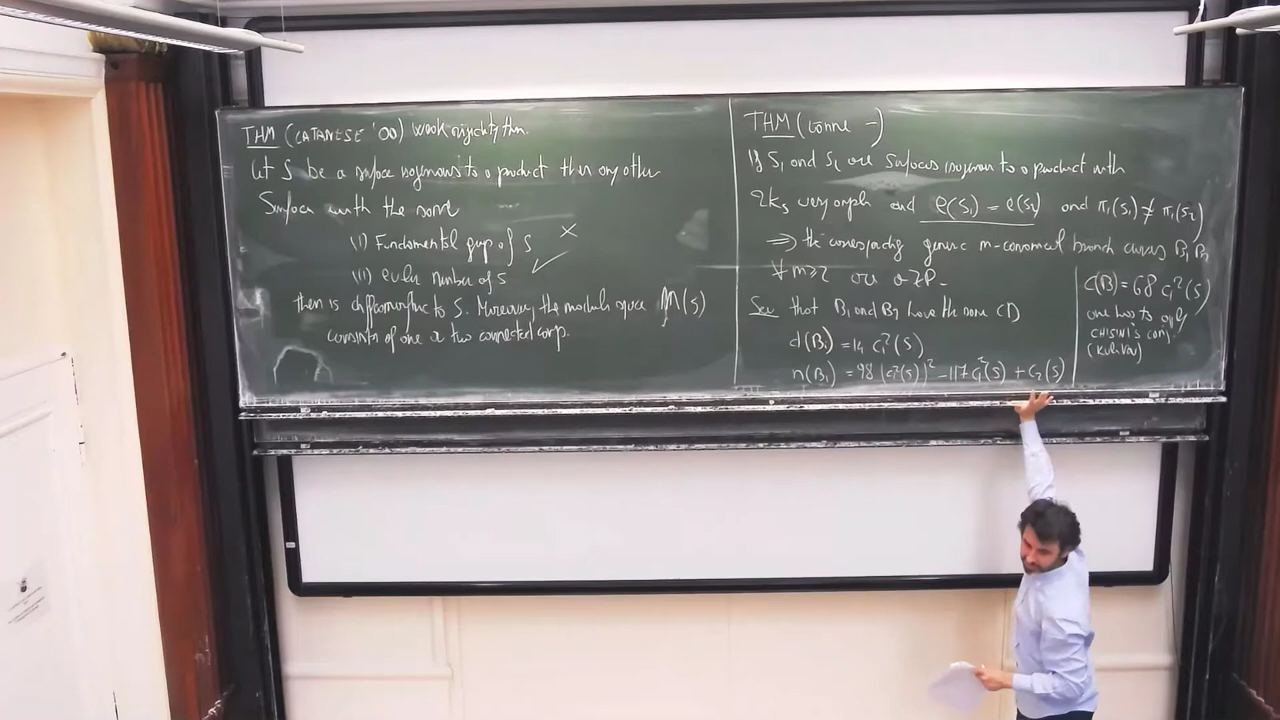 THM (CATANESE '00) Weak rigidity thm.
Let S be a surface isogenous to a product then any other
Surface with the same
(i) Fundamental group of S ×
(ii) euler number of S ✓
then is diffeomorphic to S. Moreover, the moduli space M(S)
consists of one or two connected comp.
THM (Lonne –)
If S₁ and S₂ are surfaces isogenous to a product with
2K_S very ample and e(S₁) = e(S₂) and π₁(S₁) ≠ π₁(S₂)
⇒ the corresponding generic m-canonical branch curves B₁ B₂
∀ m≥2 are a ZP.
See that B₁ and B₂ have the same CD
d(B₁) = 14 c₁²(S)
n(B₁) = 98 (c₁²(S))² – 117 c₁²(S) + c₂(S)
c(B) = 68 c₁²(S)
one has to apply
CHISINI'S conj.
(Kulikov)